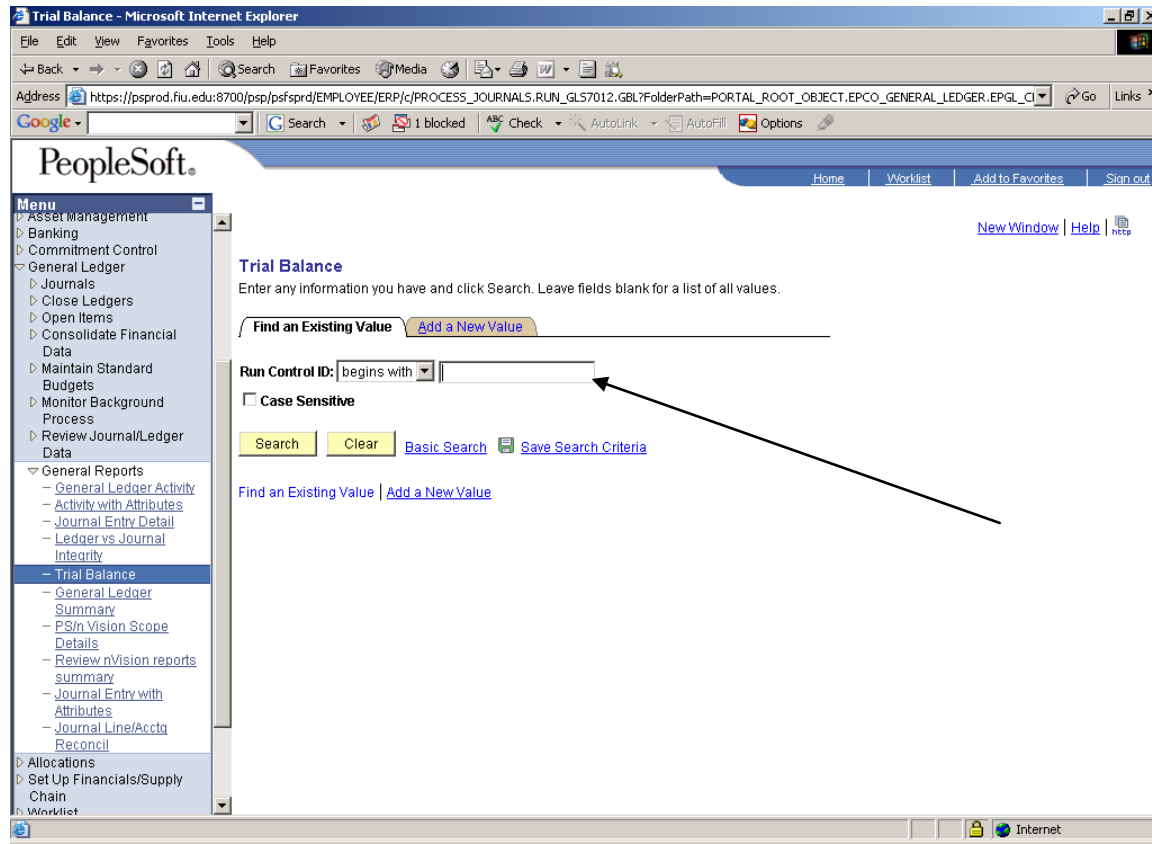 Trial Balance - Microsoft Internet Explorer
File Edit View Favorites Tools Help
Back Search Favorites Media
Address https://psprod.fiu.edu:8700/psp/psfsprd/EMPLOYEE/ERP/c/PROCESS_JOURNALS.RUN_GLS7012.GBL?FolderPath=PORTAL_ROOT_OBJECT.EPCO_GENERAL_LEDGER.EPGL_ Go Links »
Google Search 1 blocked Check AutoLink AutoFill Options
PeopleSoft®
Home Worklist Add to Favorites Sign out
Menu
Asset Management
Banking
Commitment Control
General Ledger
Journals
Close Ledgers
Open Items
Consolidate Financial
Data
Maintain Standard
Budgets
Monitor Background
Process
Review Journal/Ledger
Data
General Reports
– General Ledger Activity
– Activity with Attributes
– Journal Entry Detail
– Ledger vs Journal
Integrity
– Trial Balance
– General Ledger
Summary
– PS/n Vision Scope
Details
– Review nVision reports
summary
– Journal Entry with
Attributes
– Journal Line/Acctg
Reconcil
Allocations
Set Up Financials/Supply
Chain
Worklist
New Window | Help | http
Trial Balance
Enter any information you have and click Search. Leave fields blank for a list of all values.
Find an Existing Value Add a New Value
Run Control ID: begins with
Case Sensitive
Search Clear Basic Search Save Search Criteria
Find an Existing Value | Add a New Value
Internet